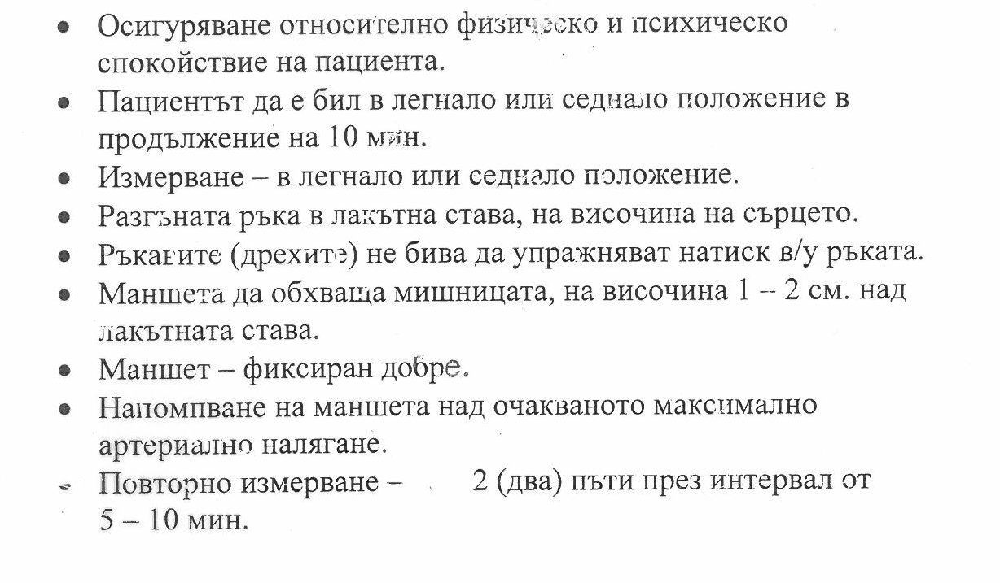 • Осигуряване относително физическо и психическо
спокойствие на пациента.
• Пациентът да е бил в легнало или седнало положение в
продължение на 10 мин.
• Измерване – в легнало или седнало положение.
• Разгъната ръка в лакътна става, на височина на сърцето.
• Ръкавите (дрехите) не бива да упражняват натиск в/у ръката.
• Маншета да обхваща мишницата, на височина 1 – 2 см. над
лакътната става.
• Маншет – фиксиран добре.
• Напомпване на маншета над очакваното максимално
артериално налягане.
- Повторно измерване – 2 (два) пъти през интервал от
5 – 10 мин.